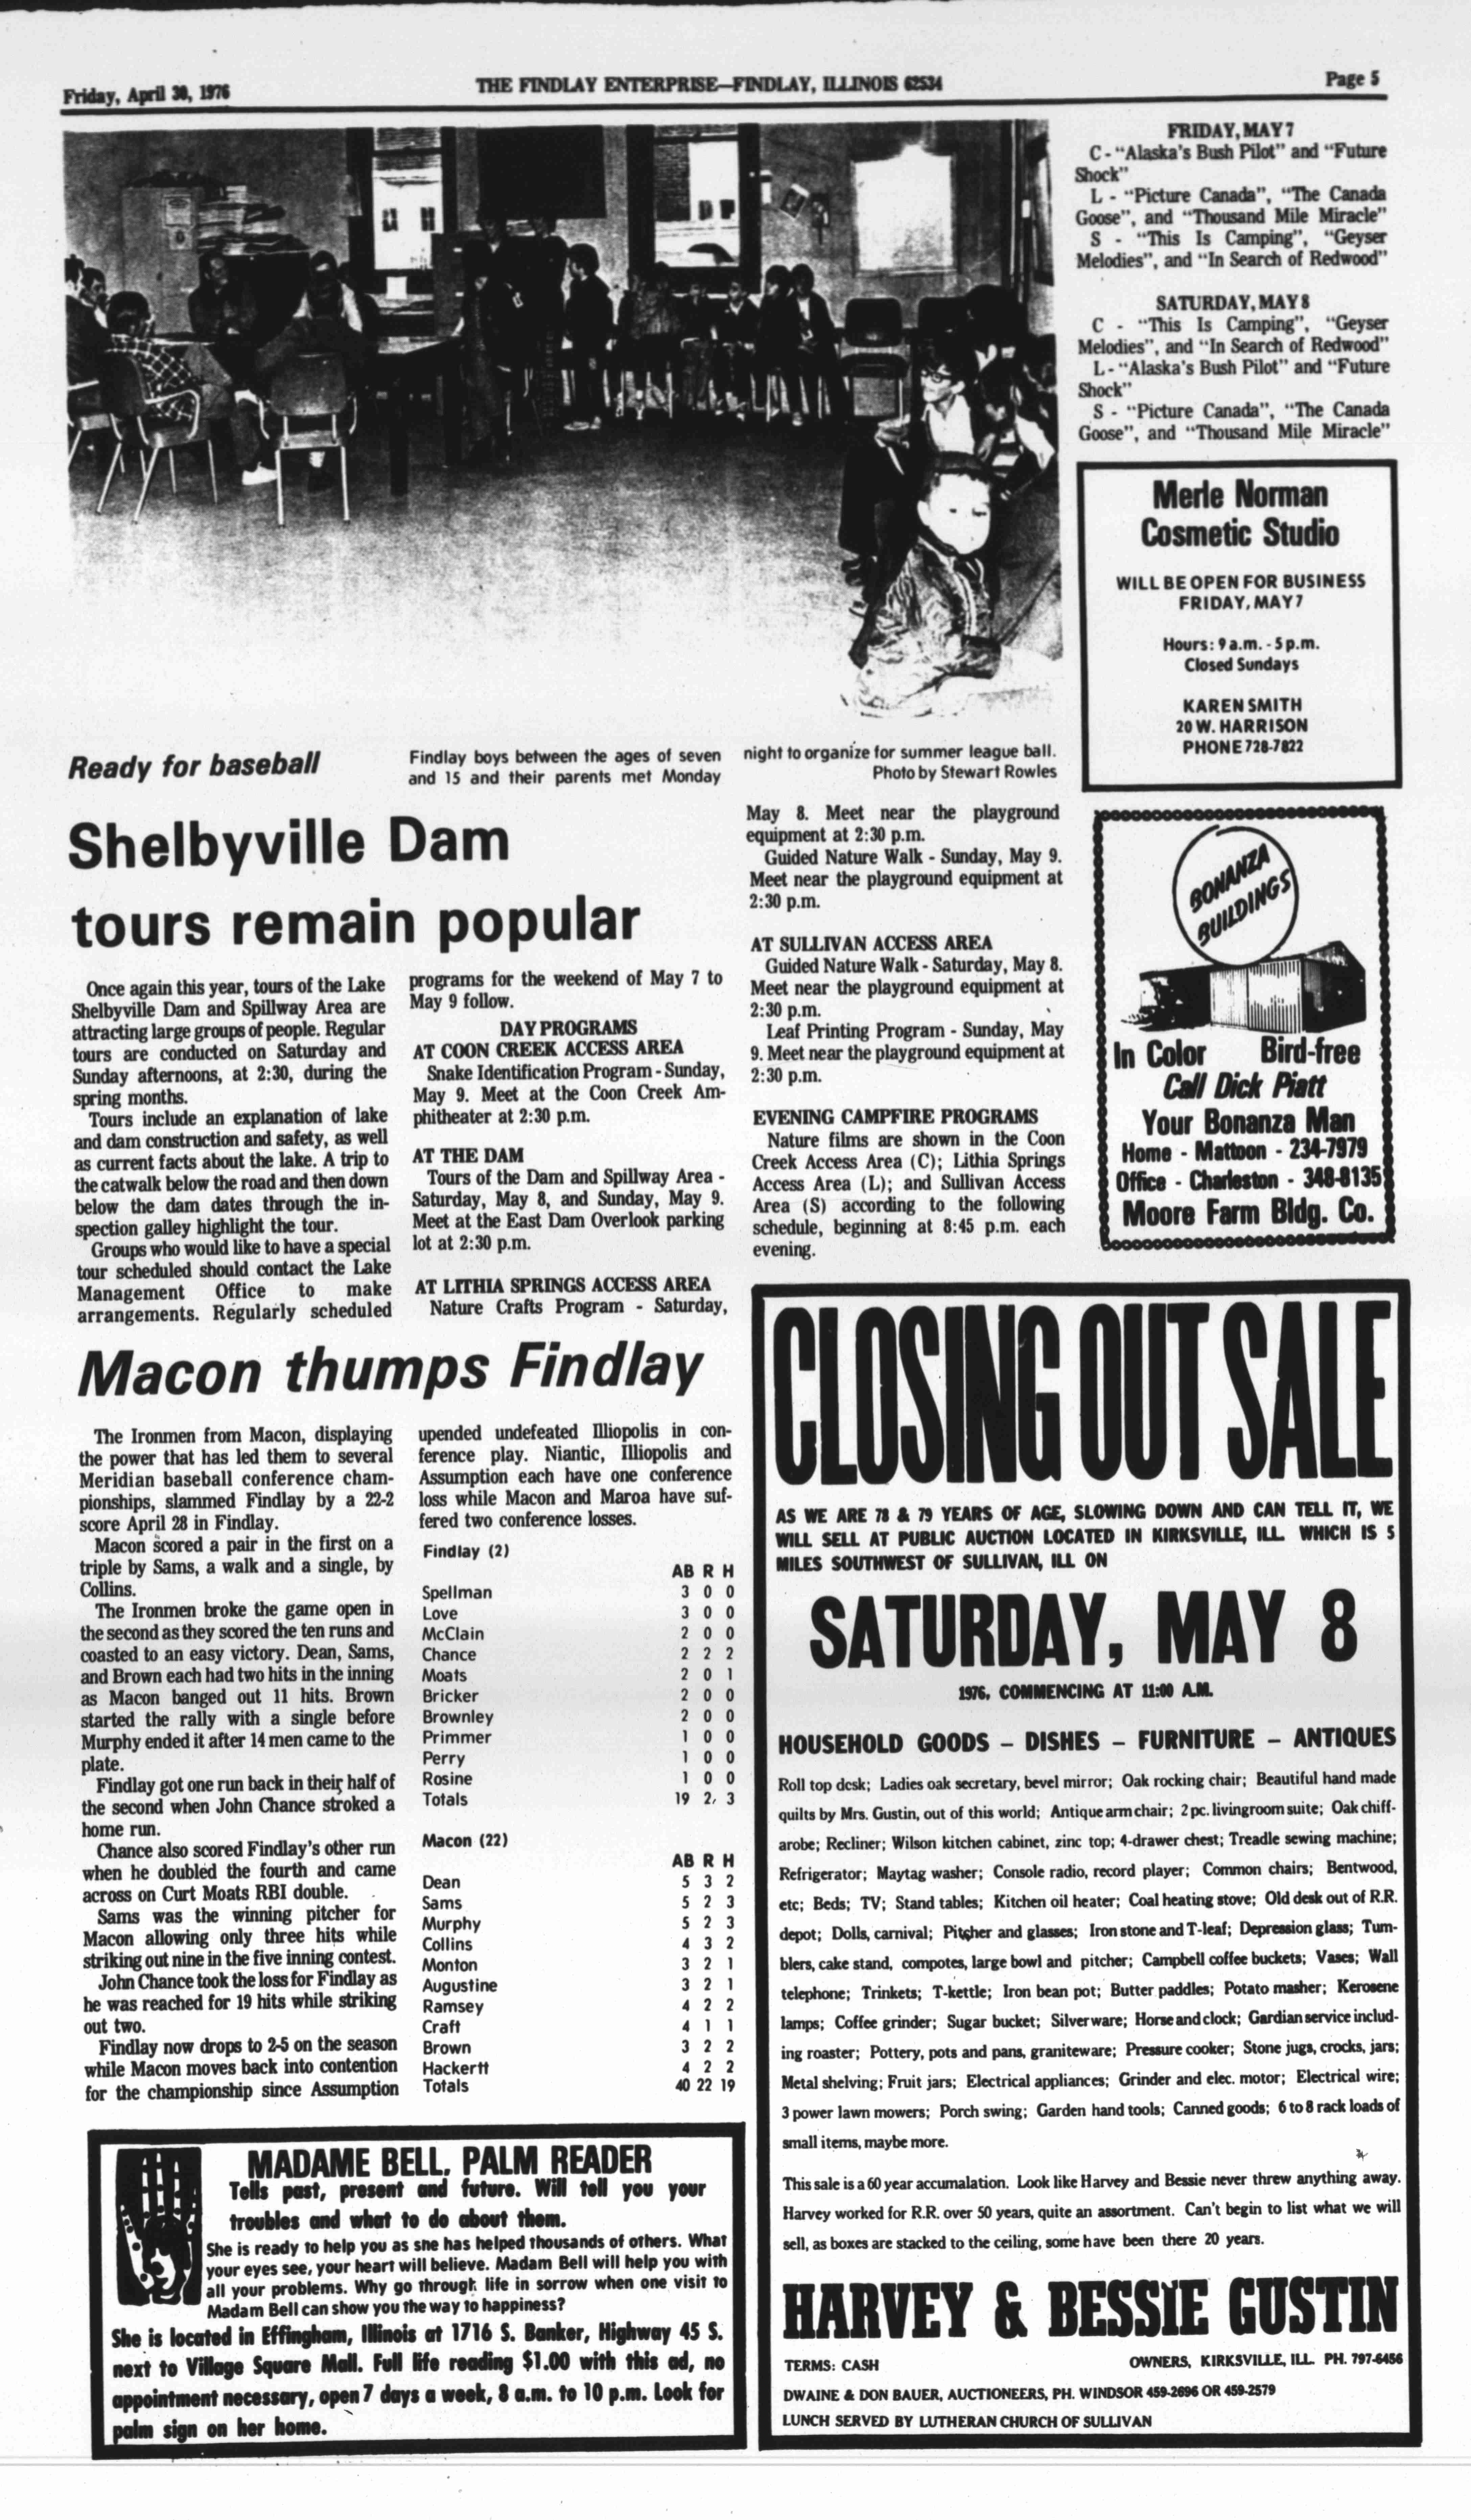 Friday, April 30, 1976
THE FINDLAY ENTERPRISE—FINDLAY, ILLINOIS 62534
Page 5
Ready for baseball
Findlay boys between the ages of seven
and 15 and their parents met Monday
night to organize for summer league ball.
Photo by Stewart Rowles
Shelbyville Dam
tours remain popular
Once again this year, tours of the Lake
Shelbyville Dam and Spillway Area are
attracting large groups of people. Regular
tours are conducted on Saturday and
Sunday afternoons, at 2:30, during the
spring months.
Tours include an explanation of lake
and dam construction and safety, as well
as current facts about the lake. A trip to
the catwalk below the road and then down
below the dam dates through the in-
spection galley highlight the tour.
Groups who would like to have a special
tour scheduled should contact the Lake
Management Office to make
arrangements. Regularly scheduled
programs for the weekend of May 7 to
May 9 follow.
DAY PROGRAMS
AT COON CREEK ACCESS AREA
Snake Identification Program - Sunday,
May 9. Meet at the Coon Creek Am-
phitheater at 2:30 p.m.
AT THE DAM
Tours of the Dam and Spillway Area -
Saturday, May 8, and Sunday, May 9.
Meet at the East Dam Overlook parking
lot at 2:30 p.m.
AT LITHIA SPRINGS ACCESS AREA
Nature Crafts Program - Saturday,
May 8. Meet near the playground
equipment at 2:30 p.m.
Guided Nature Walk - Sunday, May 9.
Meet near the playground equipment at
2:30 p.m.
AT SULLIVAN ACCESS AREA
Guided Nature Walk - Saturday, May 8.
Meet near the playground equipment at
2:30 p.m.
Leaf Printing Program - Sunday, May
9. Meet near the playground equipment at
2:30 p.m.
EVENING CAMPFIRE PROGRAMS
Nature films are shown in the Coon
Creek Access Area (C); Lithia Springs
Access Area (L); and Sullivan Access
Area (S) according to the following
schedule, beginning at 8:45 p.m. each
evening.
FRIDAY, MAY 7
C - "Alaska's Bush Pilot" and "Future
Shock"
L - "Picture Canada", "The Canada
Goose", and "Thousand Mile Miracle"
S - "This Is Camping", "Geyser
Melodies", and "In Search of Redwood"
SATURDAY, MAY 8
C - "This Is Camping", "Geyser
Melodies", and "In Search of Redwood"
L - "Alaska's Bush Pilot" and "Future
Shock"
S - "Picture Canada", "The Canada
Goose", and "Thousand Mile Miracle"
Merle Norman
Cosmetic Studio
WILL BE OPEN FOR BUSINESS
FRIDAY, MAY 7
Hours: 9 a.m. - 5 p.m.
Closed Sundays
KAREN SMITH
20 W. HARRISON
PHONE 728-7822
BONANZA
BUILDINGS
In Color Bird-free
Call Dick Piatt
Your Bonanza Man
Home - Mattoon - 234-7979
Office - Charleston - 348-8135
Moore Farm Bldg. Co.
Macon thumps Findlay
The Ironmen from Macon, displaying
the power that has led them to several
Meridian baseball conference cham-
pionships, slammed Findlay by a 22-2
score April 28 in Findlay.
Macon scored a pair in the first on a
triple by Sams, a walk and a single, by
Collins.
The Ironmen broke the game open in
the second as they scored the ten runs and
coasted to an easy victory. Dean, Sams,
and Brown each had two hits in the inning
as Macon banged out 11 hits. Brown
started the rally with a single before
Murphy ended it after 14 men came to the
plate.
Findlay got one run back in their half of
the second when John Chance stroked a
home run.
Chance also scored Findlay's other run
when he doubled the fourth and came
across on Curt Moats RBI double.
Sams was the winning pitcher for
Macon allowing only three hits while
striking out nine in the five inning contest.
John Chance took the loss for Findlay as
he was reached for 19 hits while striking
out two.
Findlay now drops to 2-5 on the season
while Macon moves back into contention
for the championship since Assumption
upended undefeated Illiopolis in con-
ference play. Niantic, Illiopolis and
Assumption each have one conference
loss while Macon and Maroa have suf-
fered two conference losses.
Findlay (2)
AB R H
Spellman 3 0 0
Love 3 0 0
McClain 2 0 0
Chance 2 2 2
Moats 2 0 1
Bricker 2 0 0
Brownley 2 0 0
Primmer 1 0 0
Perry 1 0 0
Rosine 1 0 0
Totals 19 2 3
Macon (22)
AB R H
Dean 5 3 2
Sams 5 2 3
Murphy 5 2 3
Collins 4 3 2
Monton 3 2 1
Augustine 3 2 1
Ramsey 4 2 2
Craft 4 1 1
Brown 3 2 2
Hackertt 4 2 2
Totals 40 22 19
MADAME BELL, PALM READER
Tells past, present and future. Will tell you your
troubles and what to do about them.
She is ready to help you as she has helped thousands of others. What
your eyes see, your heart will believe. Madam Bell will help you with
all your problems. Why go through life in sorrow when one visit to
Madam Bell can show you the way to happiness?
She is located in Effingham, Illinois at 1716 S. Banker, Highway 45 S.
next to Village Square Mall. Full life reading $1.00 with this ad, no
appointment necessary, open 7 days a week, 8 a.m. to 10 p.m. Look for
palm sign on her home.
CLOSING OUT SALE
AS WE ARE 78 & 79 YEARS OF AGE, SLOWING DOWN AND CAN TELL IT, WE
WILL SELL AT PUBLIC AUCTION LOCATED IN KIRKSVILLE, ILL. WHICH IS 5
MILES SOUTHWEST OF SULLIVAN, ILL ON
SATURDAY, MAY 8
1976, COMMENCING AT 11:00 A.M.
HOUSEHOLD GOODS – DISHES – FURNITURE – ANTIQUES
Roll top desk; Ladies oak secretary, bevel mirror; Oak rocking chair; Beautiful hand made
quilts by Mrs. Gustin, out of this world; Antique arm chair; 2 pc. livingroom suite; Oak chiff-
arobe; Recliner; Wilson kitchen cabinet, zinc top; 4-drawer chest; Treadle sewing machine;
Refrigerator; Maytag washer; Console radio, record player; Common chairs; Bentwood,
etc; Beds; TV; Stand tables; Kitchen oil heater; Coal heating stove; Old desk out of R.R.
depot; Dolls, carnival; Pitcher and glasses; Iron stone and T-leaf; Depression glass; Tum-
blers, cake stand, compotes, large bowl and pitcher; Campbell coffee buckets; Vases; Wall
telephone; Trinkets; T-kettle; Iron bean pot; Butter paddles; Potato masher; Kerosene
lamps; Coffee grinder; Sugar bucket; Silverware; Horse and clock; Gardian service includ-
ing roaster; Pottery, pots and pans, graniteware; Pressure cooker; Stone jugs, crocks, jars;
Metal shelving; Fruit jars; Electrical appliances; Grinder and elec. motor; Electrical wire;
3 power lawn mowers; Porch swing; Garden hand tools; Canned goods; 6 to 8 rack loads of
small items, maybe more.
This sale is a 60 year accumalation. Look like Harvey and Bessie never threw anything away.
Harvey worked for R.R. over 50 years, quite an assortment. Can't begin to list what we will
sell, as boxes are stacked to the ceiling, some have been there 20 years.
HARVEY & BESSIE GUSTIN
TERMS: CASH
OWNERS, KIRKSVILLE, ILL. PH. 797-6456
DWAINE & DON BAUER, AUCTIONEERS, PH. WINDSOR 459-2696 OR 459-2579
LUNCH SERVED BY LUTHERAN CHURCH OF SULLIVAN